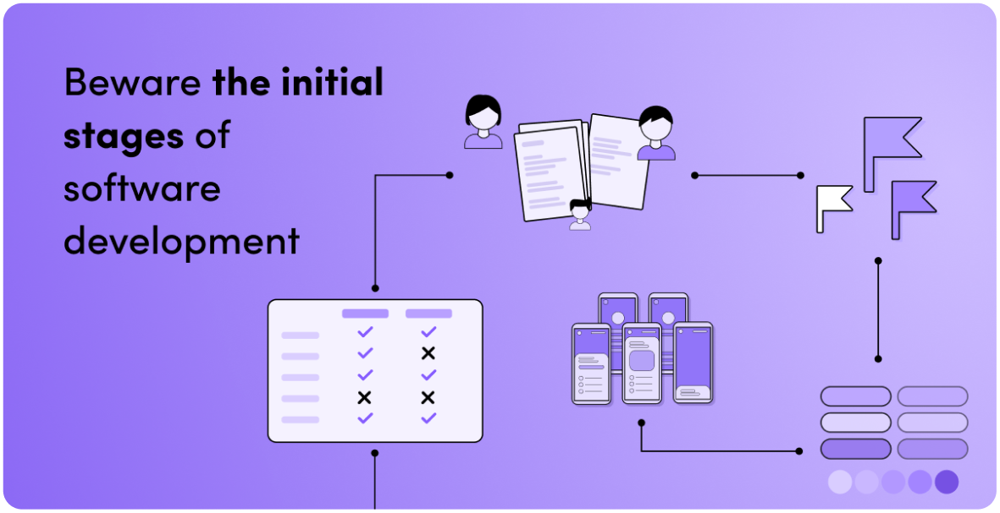 Beware the initial
stages of
software
development